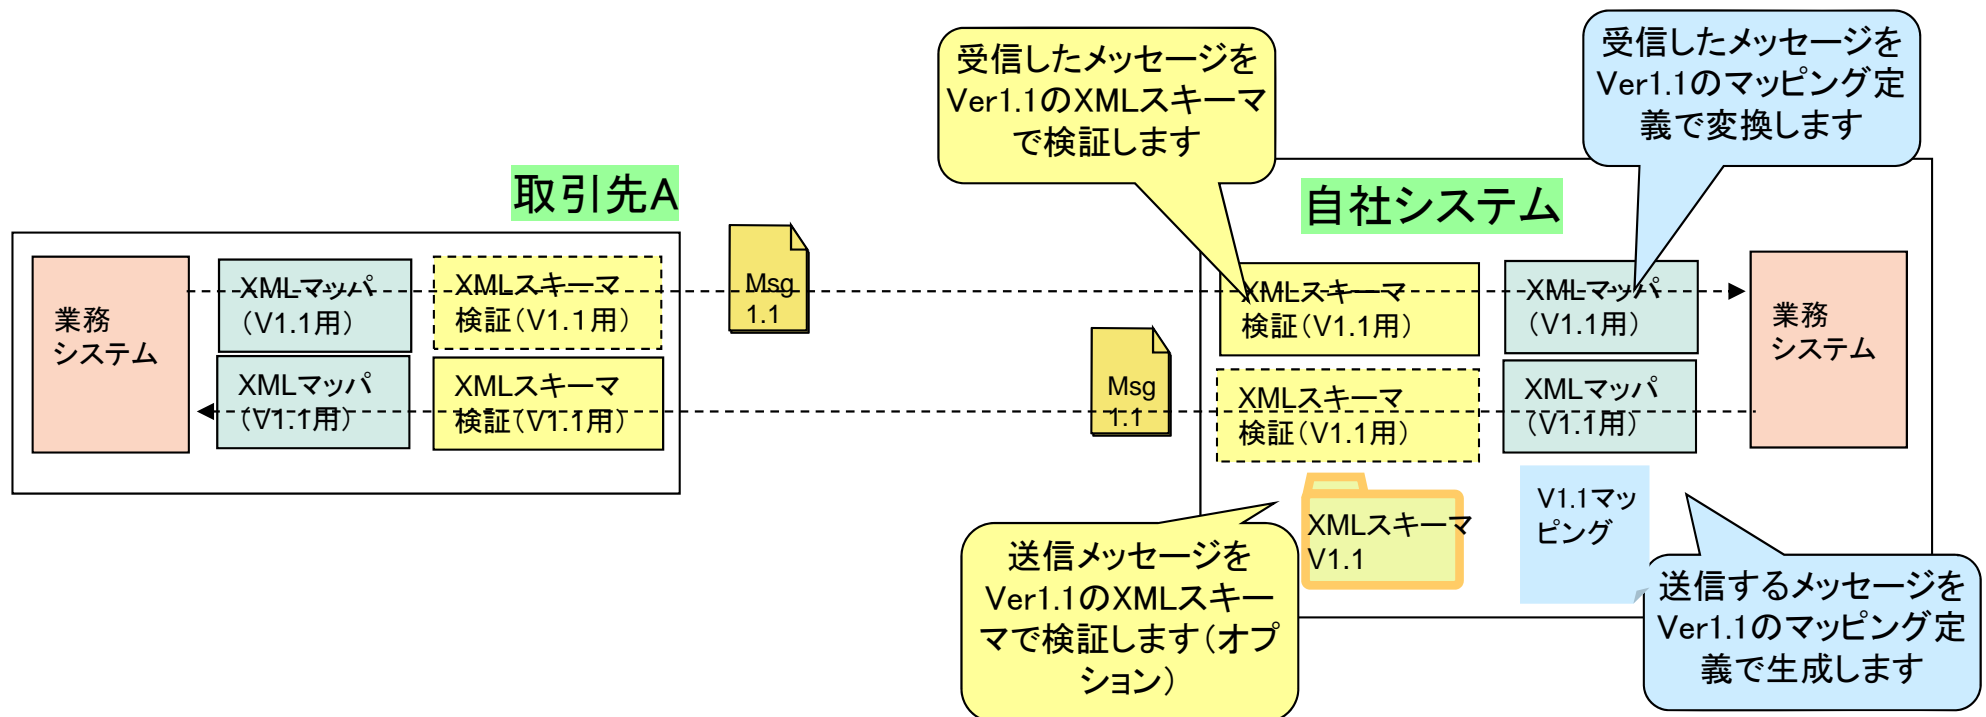 受信したメッセージを
Ver1.1のXMLスキーマ
で検証します
受信したメッセージを
Ver1.1のマッピング定
義で変換します
取引先A
自社システム
業務
システム
XMLマッパ
（V1.1用）
XMLスキーマ
検証（V1.1用）
Msg
1.1
XMLスキーマ
検証（V1.1用）
XMLマッパ
（V1.1用）
業務
システム
XMLマッパ
（V1.1用）
XMLスキーマ
検証（V1.1用）
Msg
1.1
XMLスキーマ
検証（V1.1用）
XMLマッパ
（V1.1用）
XMLスキーマ
V1.1
V1.1マッ
ピング
送信メッセージを
Ver1.1のXMLスキー
マで検証します（オプ
ション）
送信するメッセージを
Ver1.1のマッピング定
義で生成します